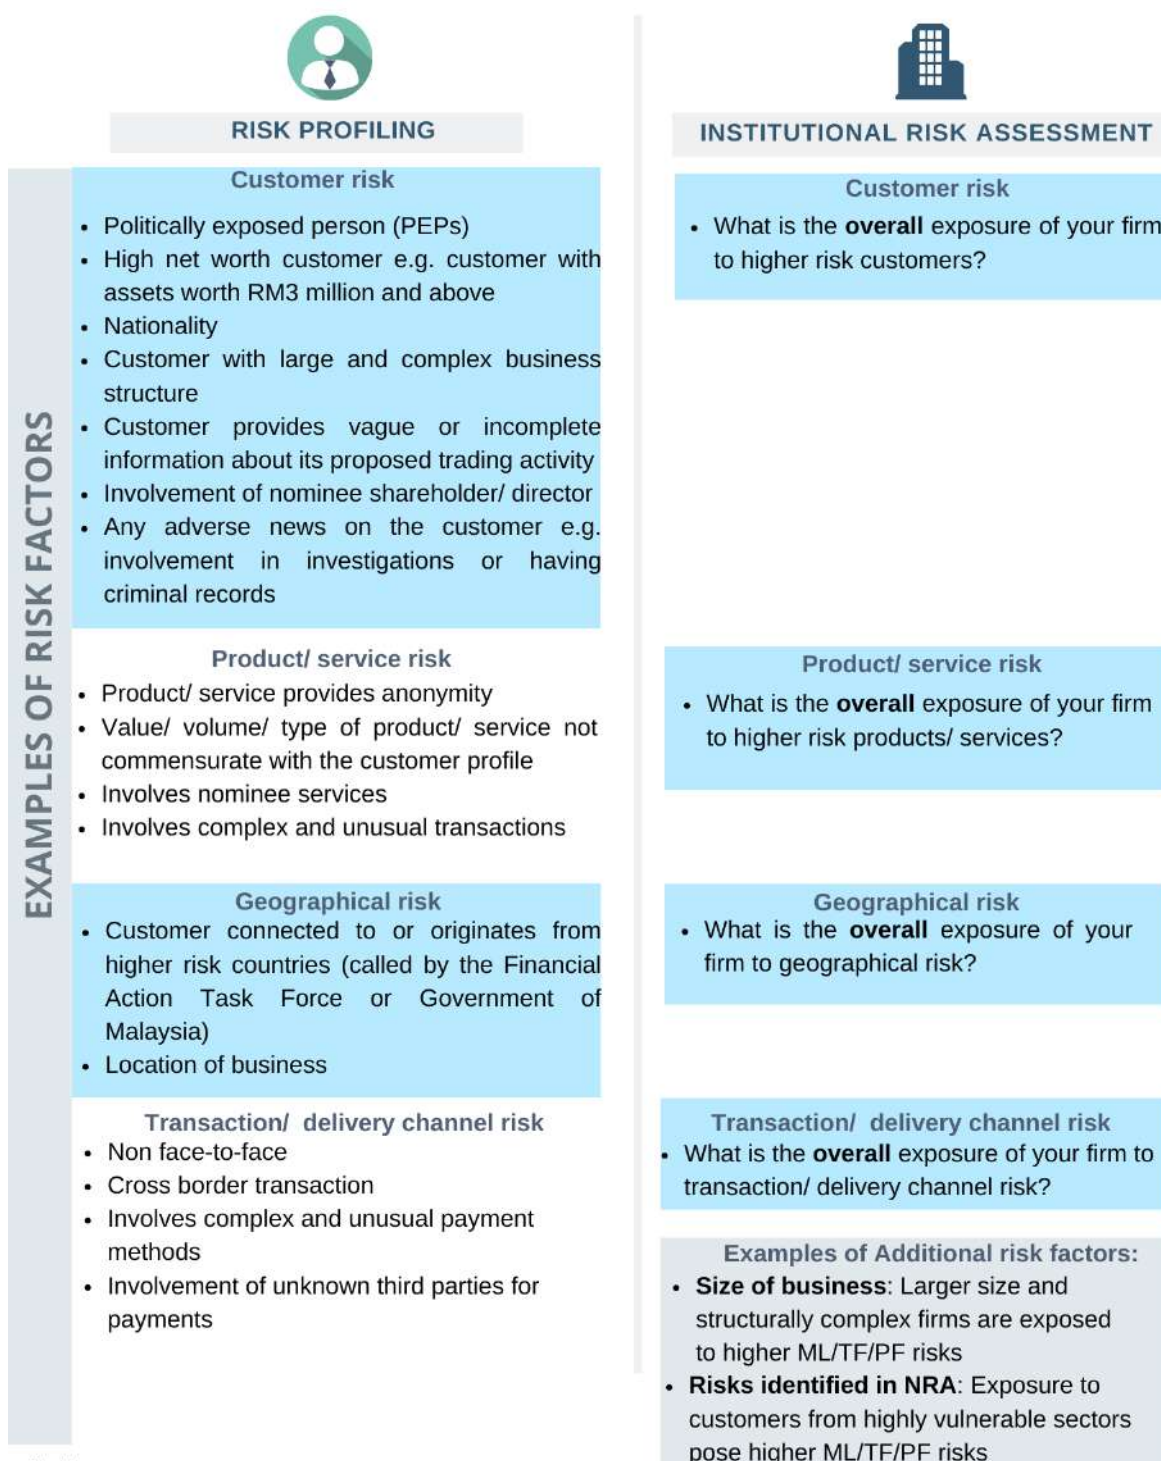 RISK PROFILING
EXAMPLES OF RISK FACTORS
Customer risk
• Politically exposed person (PEPs)
• High net worth customer e.g. customer with
assets worth RM3 million and above
• Nationality
• Customer with large and complex business
structure
• Customer provides vague or incomplete
information about its proposed trading activity
• Involvement of nominee shareholder/ director
• Any adverse news on the customer e.g.
involvement in investigations or having
criminal records
Product/ service risk
• Product/ service provides anonymity
• Value/ volume/ type of product/ service not
commensurate with the customer profile
• Involves nominee services
• Involves complex and unusual transactions
Geographical risk
• Customer connected to or originates from
higher risk countries (called by the Financial
Action Task Force or Government of
Malaysia)
• Location of business
Transaction/ delivery channel risk
• Non face-to-face
• Cross border transaction
• Involves complex and unusual payment
methods
• Involvement of unknown third parties for
payments
INSTITUTIONAL RISK ASSESSMENT
Customer risk
• What is the overall exposure of your firm
to higher risk customers?
Product/ service risk
• What is the overall exposure of your firm
to higher risk products/ services?
Geographical risk
• What is the overall exposure of your
firm to geographical risk?
Transaction/ delivery channel risk
• What is the overall exposure of your firm to
transaction/ delivery channel risk?
Examples of Additional risk factors:
• Size of business: Larger size and
structurally complex firms are exposed
to higher ML/TF/PF risks
• Risks identified in NRA: Exposure to
customers from highly vulnerable sectors
pose higher ML/TF/PF risks